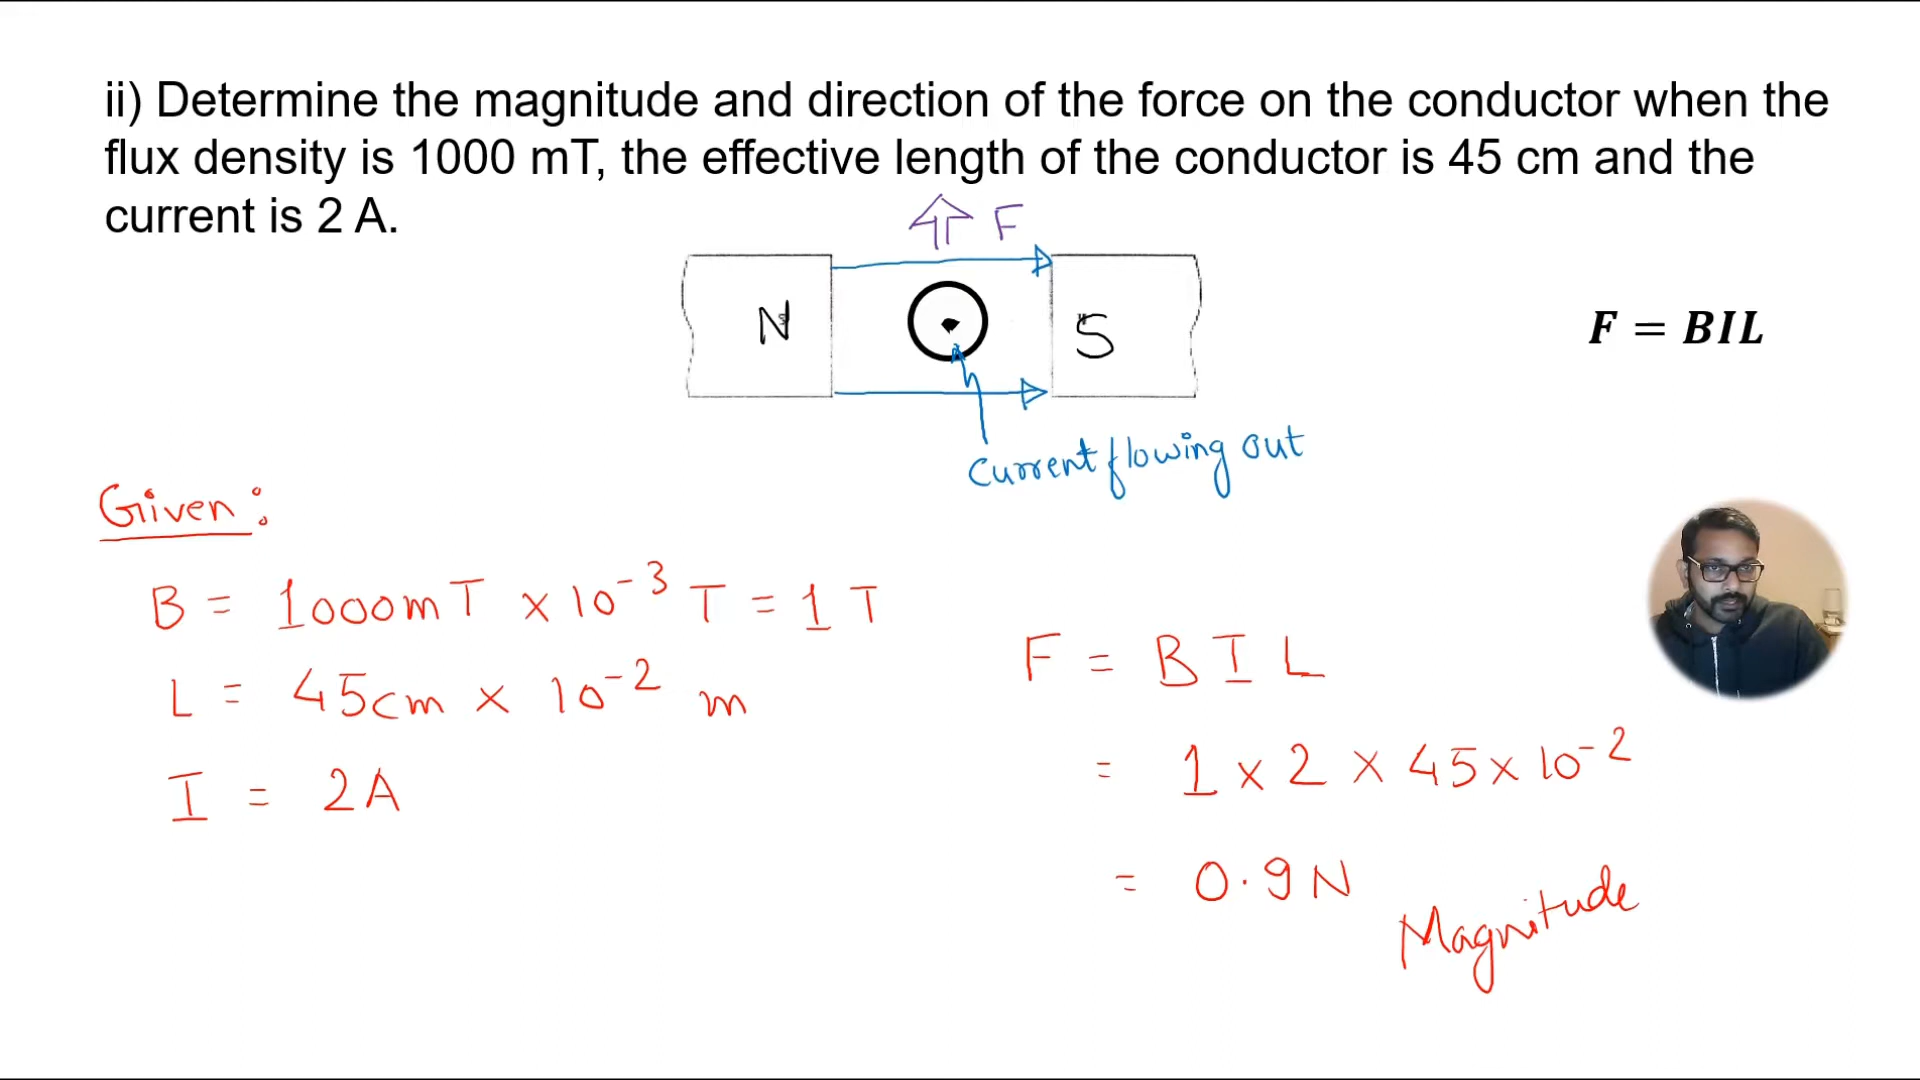 ii) Determine the magnitude and direction of the force on the conductor when the
flux density is 1000 mT, the effective length of the conductor is 45 cm and the
current is 2 A.
F
N
S
F = BIL
Current flowing out
Given:
B = 1000mT × 10⁻³ T = 1 T
L = 45cm × 10⁻² m
I = 2A
F = B I L
= 1 × 2 × 45 × 10⁻²
= 0.9N
Magnitude